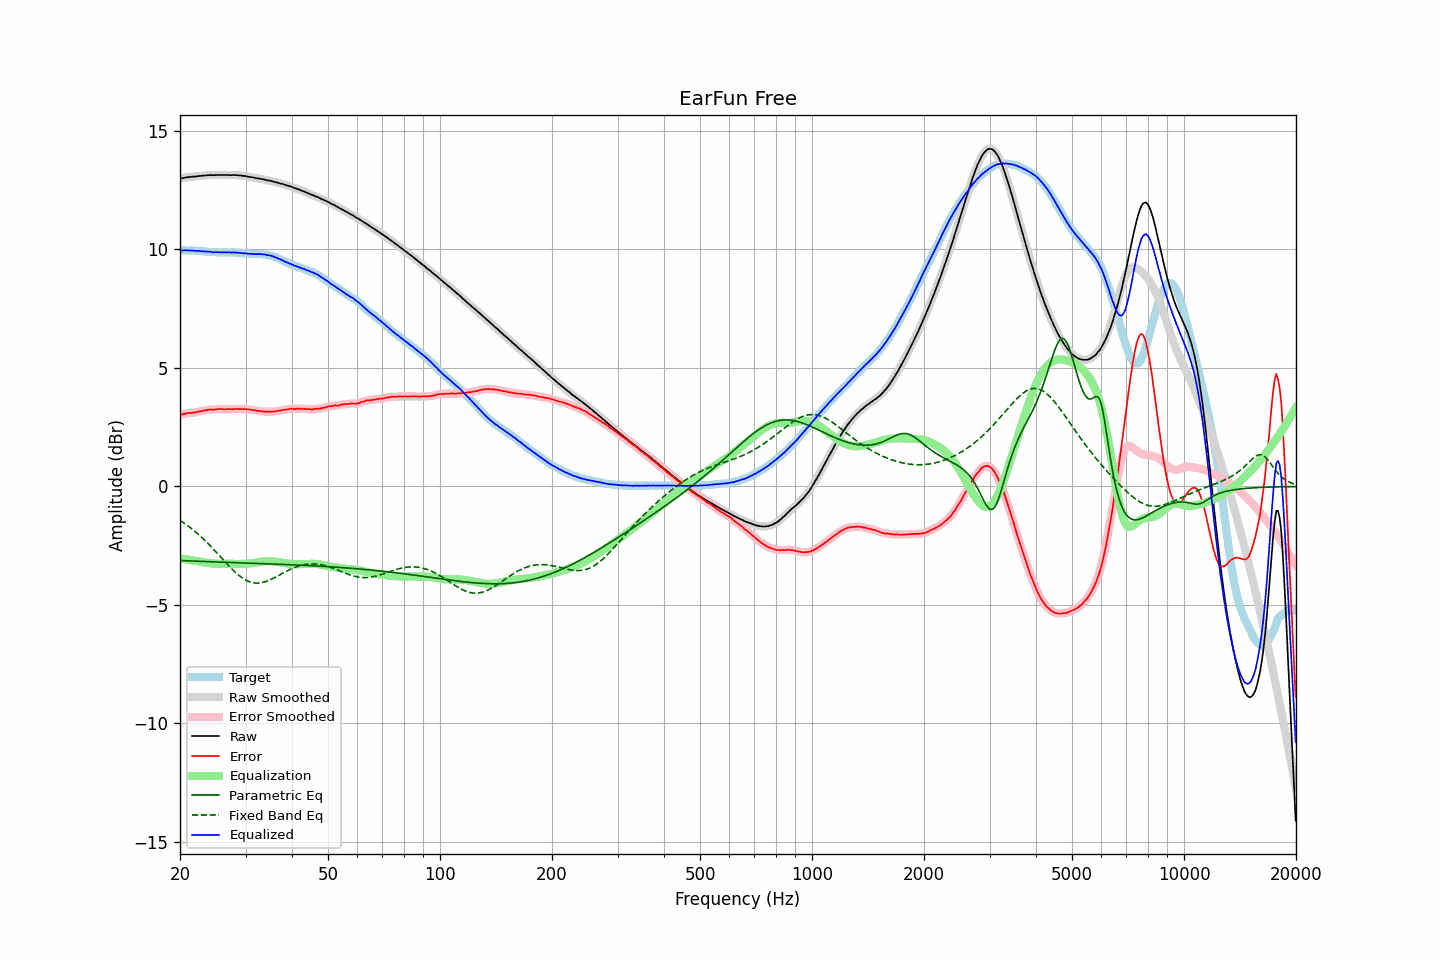 EarFun Free
Amplitude (dBr)
15
10
5
0
−5
−10
−15
Target
Raw Smoothed
Error Smoothed
Raw
Error
Equalization
Parametric Eq
Fixed Band Eq
Equalized
20
50
100
200
500
1000
2000
5000
10000
20000
Frequency (Hz)